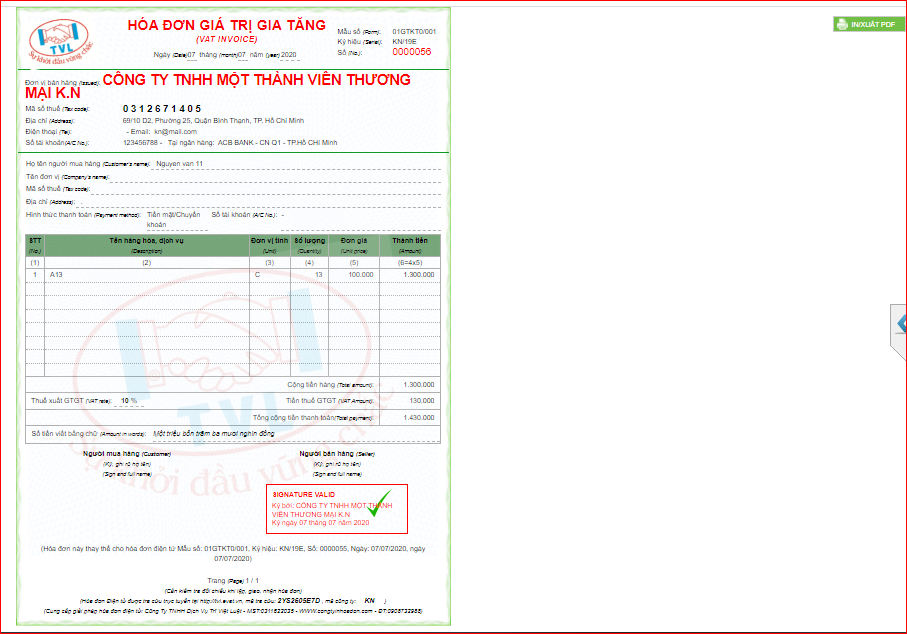 HÓA ĐƠN GIÁ TRỊ GIA TĂNG
(VAT INVOICE)
Ngày (Date)07 tháng (month)07 năm (year) 2020
Mẫu số (Form): 01GTKT0/001
Ký hiệu (Serial): KN/19E
Số (No.): 0000056
IN/XUẤT PDF
TVL
Sự khởi đầu vững chắc
Đơn vị bán hàng (Issued): CÔNG TY TNHH MỘT THÀNH VIÊN THƯƠNG
MẠI K.N
Mã số thuế (Tax code): 0312671405
Địa chỉ (Address): 69/10 D2, Phường 25, Quận Bình Thạnh, TP. Hồ Chí Minh
Điện thoại (Tel): - Email: kn@mail.com
Số tài khoản(A/C No.): 123456788 - Tại ngân hàng: ACB BANK - CN Q1 - TP.Hồ CHí Minh
Họ tên người mua hàng (Customer's name): Nguyen van 11
Tên đơn vị (Company's name):
Mã số thuế (Tax code):
Địa chỉ (Address): .
Hình thức thanh toán (Payment method): Tiền mặt/Chuyển khoản Số tài khoản (A/C No.): -
STT Tên hàng hóa, dịch vụ Đơn vị tính Số lượng Đơn giá Thành tiền
(No.) (Description) (Unit) (Quantity) (Unit price) (Amount)
(1) (2) (3) (4) (5) (6=4x5)
1 A13 C 13 100.000 1.300.000
Cộng tiền hàng (Total amount): 1.300.000
Thuế xuất GTGT (VAT rate): 10 % Tiền thuế GTGT (VAT Amount): 130.000
Tổng cộng tiền thanh toán(Total payment): 1.430.000
Số tiền viết bằng chữ (Amount in words): Một triệu bốn trăm ba mươi nghìn đồng
TVL
Sự khởi đầu vững chắc
Người mua hàng (Customer) Người bán hàng (Seller)
(Ký, ghi rõ họ tên) (Ký, ghi rõ họ tên)
(Sign and full name) (Sign and full name)
SIGNATURE VALID
Ký bởi: CÔNG TY TNHH MỘT THÀNH
VIÊN THƯƠNG MẠI K.N
Ký ngày 07 tháng 07 năm 2020
(Hóa đơn này thay thế cho hóa đơn điện tử Mẫu số: 01GTKT0/001, Ký hiệu: KN/19E, Số: 0000055, Ngày: 07/07/2020, ngày
07/07/2020)
Trang (Page) 1 / 1
(Cần kiểm tra đối chiếu khi lập, giao, nhận hóa đơn)
(Hóa đơn Điện tử được tra cứu trực tuyến tại http://tvl.evat.vn, mã tra cứu: 2YS2605E7D , mã công ty: KN )
(Cung cấp giải pháp hóa đơn điện tử: Công Ty TNHH Dịch Vụ Trí Việt Luật - MST:0311622035 - WWW.congtyinhoadon.com - ĐT:0908733988)